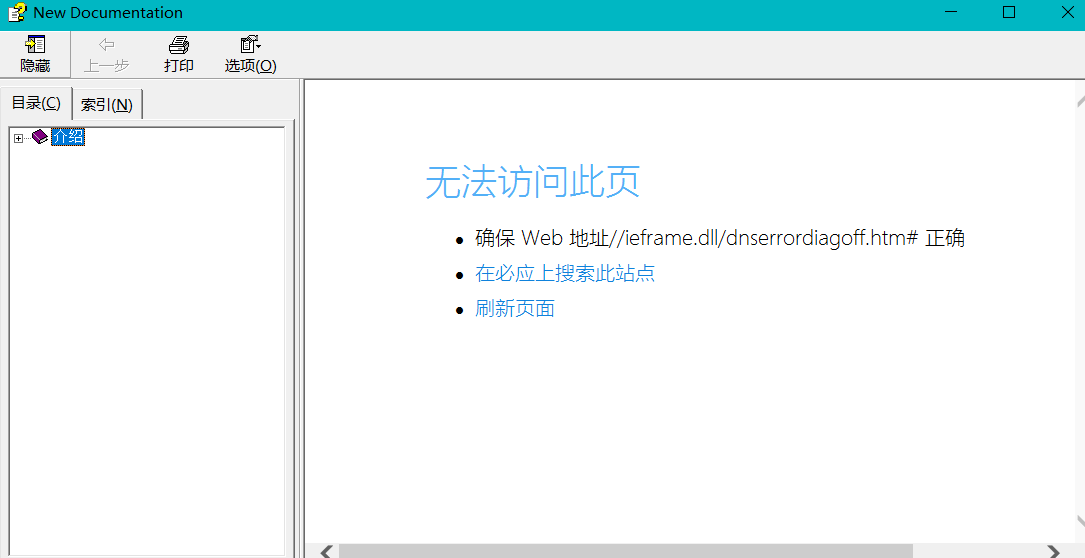 New Documentation
隐藏 上一步 打印 选项(O)
目录(C) 索引(N)
介绍
无法访问此页
确保 Web 地址//ieframe.dll/dnserrordiagoff.htm# 正确
在必应上搜索此站点
刷新页面